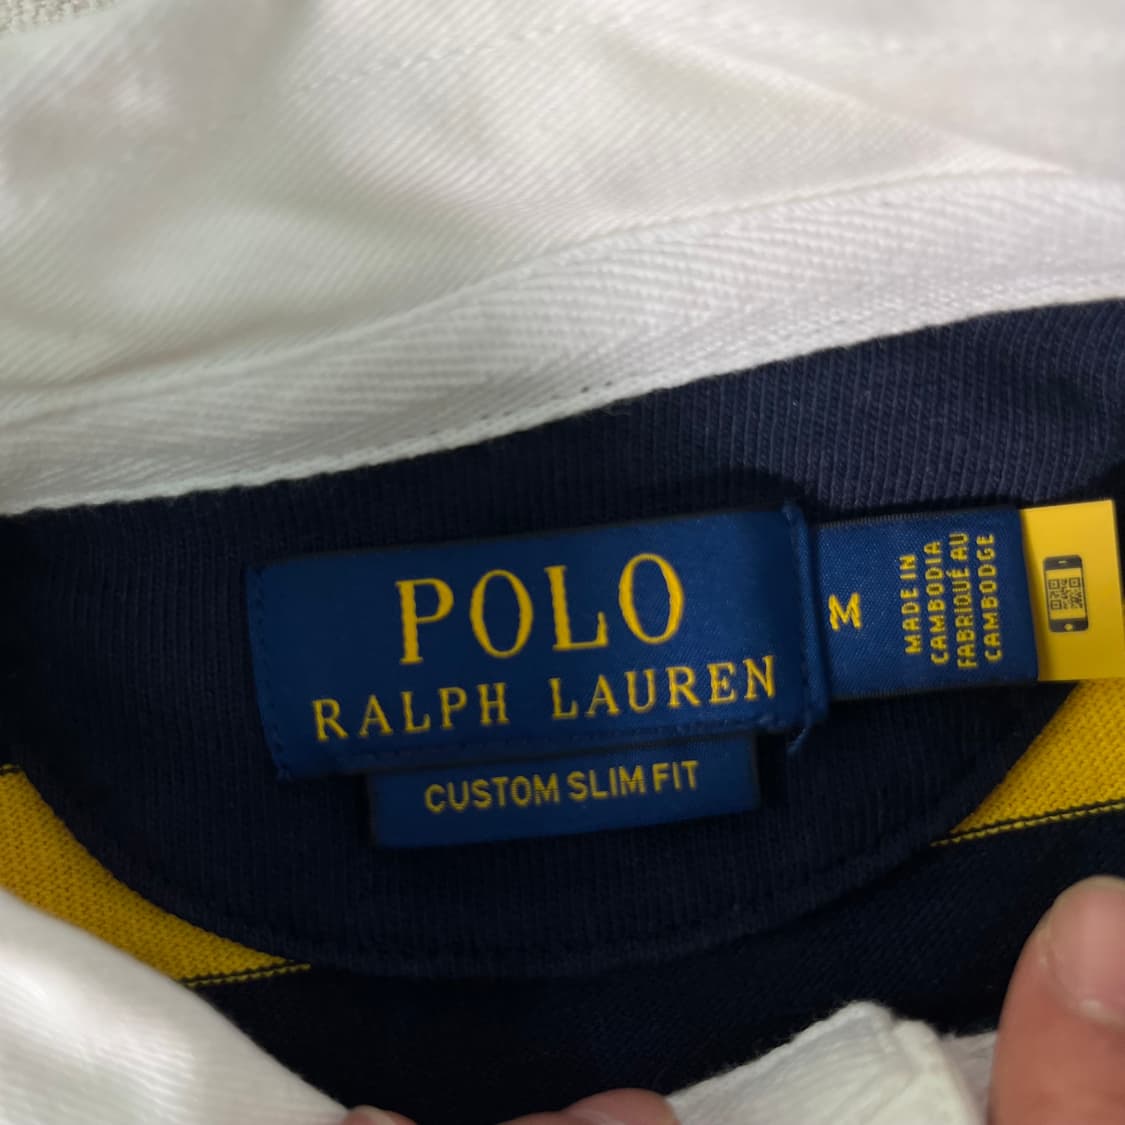 POLO
RALPH LAUREN
CUSTOM SLIM FIT
M
MADE IN
CAMBODIA
FABRIQUÉ AU
CAMBODGE